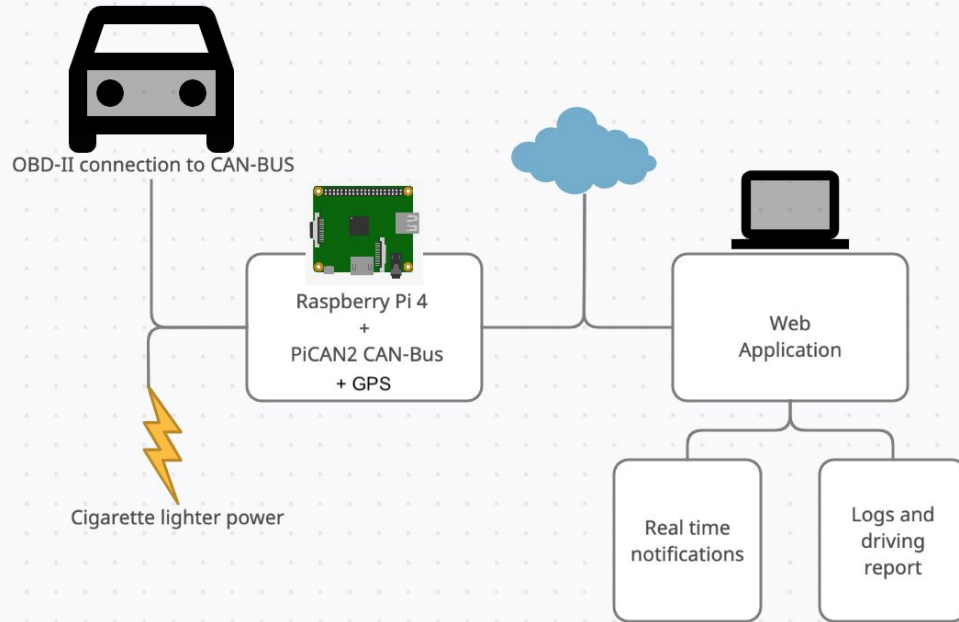 OBD-II connection to CAN-BUS
Raspberry Pi 4
+
PiCAN2 CAN-Bus
+ GPS
Cigarette lighter power
Web
Application
Real time
notifications
Logs and
driving
report